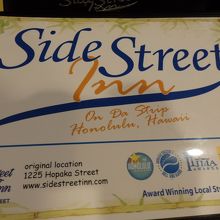 Side Street
Inn
On Da Strip
Honolulu, Hawaii
original location
1225 Hopaka Street
www.sidestreetinn.com
Award Winning Local St